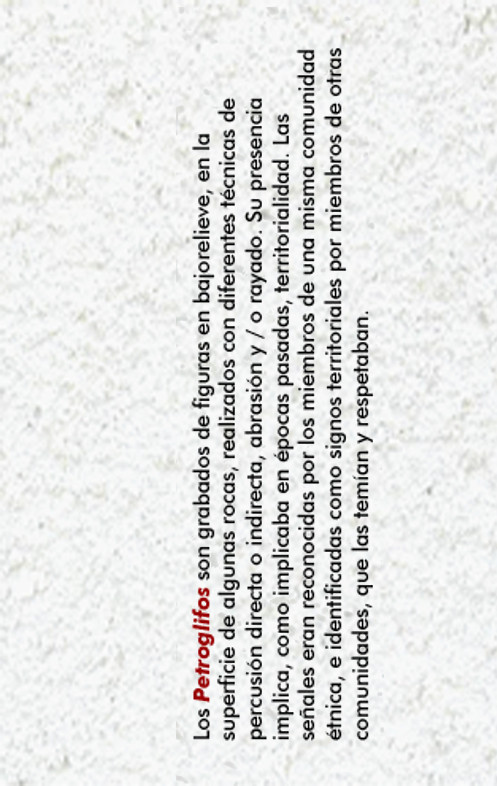 Los Petroglifos son grabados de figuras en bajorelieve, en la
superficie de algunas rocas, realizados con diferentes técnicas de
percusión directa o indirecta, abrasión y / o rayado. Su presencia
implica, como implicaba en épocas pasadas, territorialidad. Las
señales eran reconocidas por los miembros de una misma comunidad
étnica, e identificadas como signos territoriales por miembros de otras
comunidades, que las temían y respetaban.